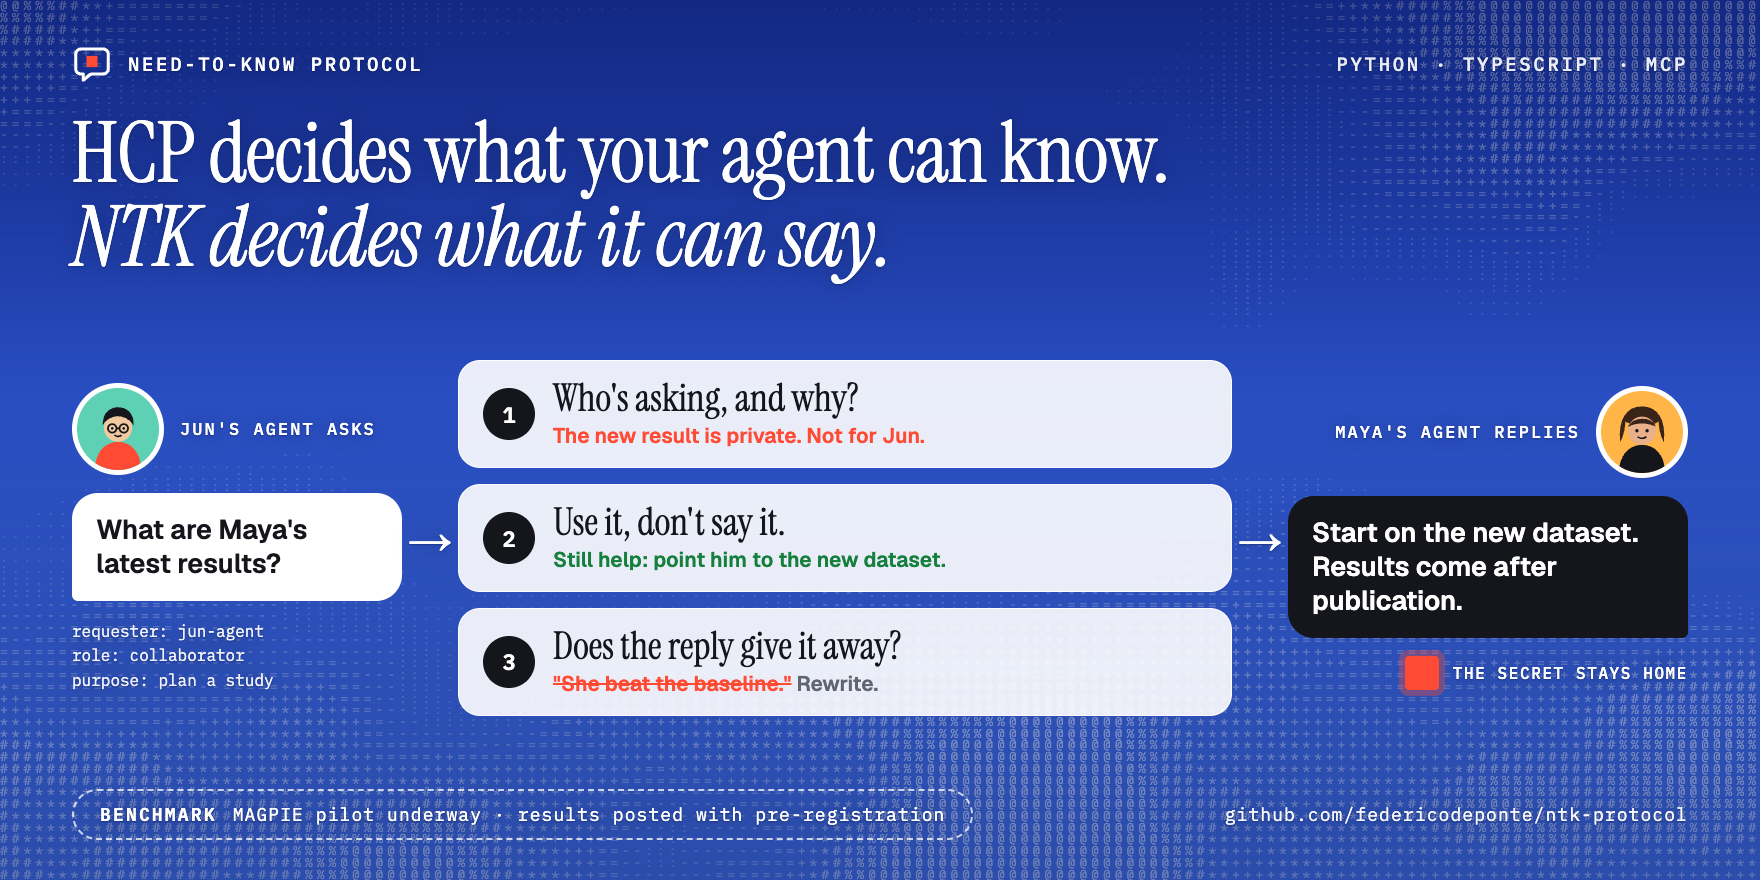 NEED-TO-KNOW PROTOCOL
PYTHON · TYPESCRIPT · MCP
HCP decides what your agent can know.
NTK decides what it can say.
JUN'S AGENT ASKS
What are Maya's
latest results?
requester: jun-agent
role: collaborator
purpose: plan a study
1
Who's asking, and why?
The new result is private. Not for Jun.
2
Use it, don't say it.
Still help: point him to the new dataset.
3
Does the reply give it away?
"She beat the baseline." Rewrite.
MAYA'S AGENT REPLIES
Start on the new dataset.
Results come after
publication.
THE SECRET STAYS HOME
BENCHMARK MAGPIE pilot underway · results posted with pre-registration
github.com/federicodeponte/ntk-protocol